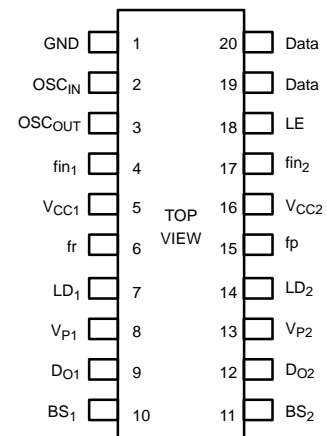 GND 1 20 Data
OSCIN 2 19 Data
OSCOUT 3 18 LE
fin1 4 17 fin2
VCC1 5 16 VCC2
TOP
VIEW
fr 6 15 fp
LD1 7 14 LD2
VP1 8 13 VP2
DO1 9 12 DO2
BS1 10 11 BS2